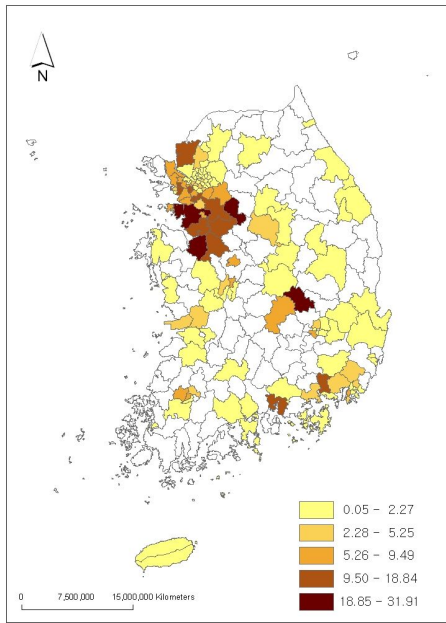 N
0.05 - 2.27
2.28 - 5.25
5.26 - 9.49
9.50 - 18.84
18.85 - 31.91
0 7,500,000 15,000,000 Kilometers